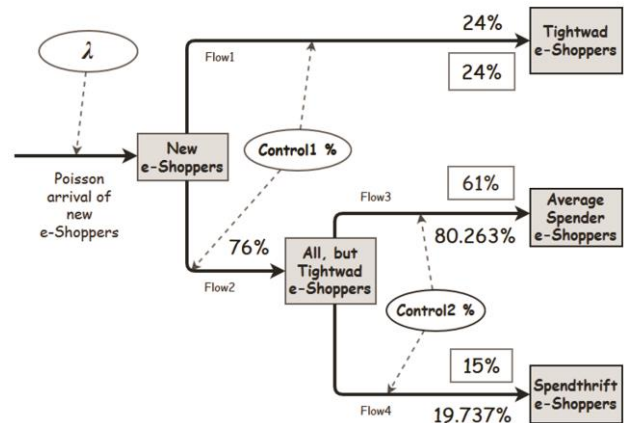 λ
Flow1
24%
24%
Tightwad
e-Shoppers
New
e-Shoppers
Control1 %
Poisson
arrival of
new
e-Shoppers
Flow3
61%
80.263%
Average
Spender
e-Shoppers
76%
Flow2
All, but
Tightwad
e-Shoppers
Control2 %
15%
Flow4
19.737%
Spendthrift
e-Shoppers